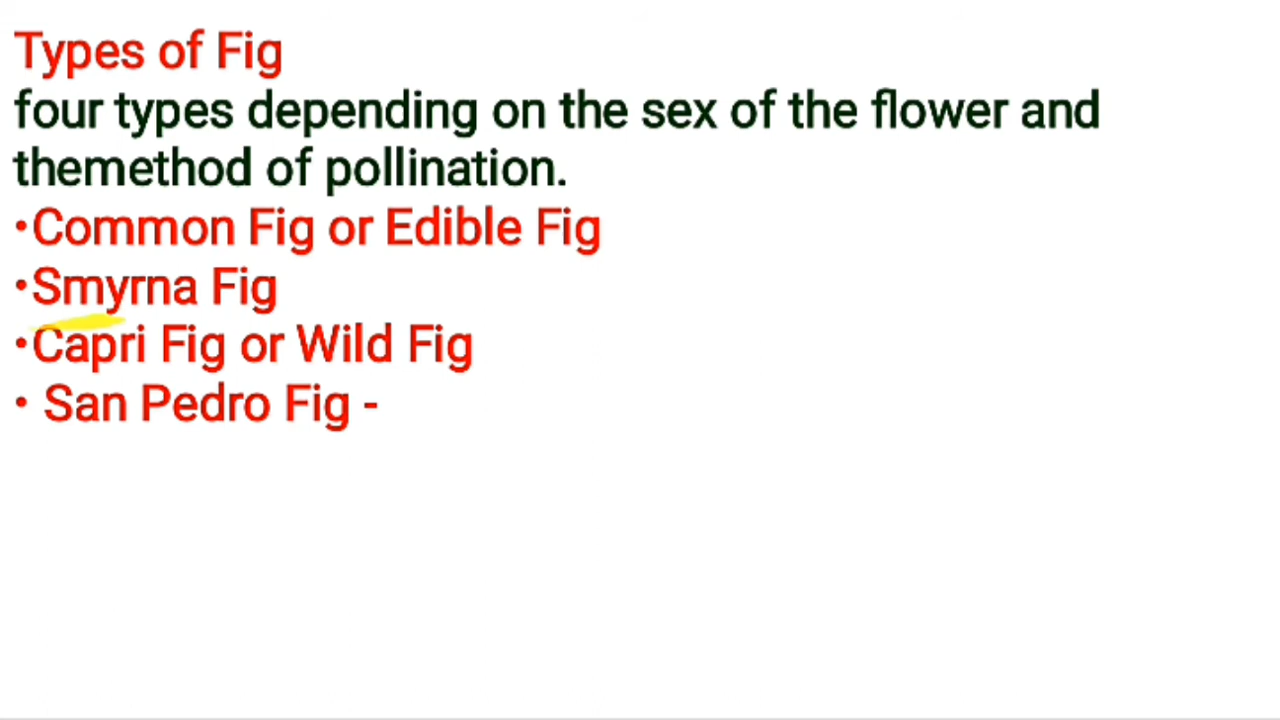 Types of Fig
four types depending on the sex of the flower and
themethod of pollination.
•Common Fig or Edible Fig
•Smyrna Fig
•Capri Fig or Wild Fig
• San Pedro Fig -